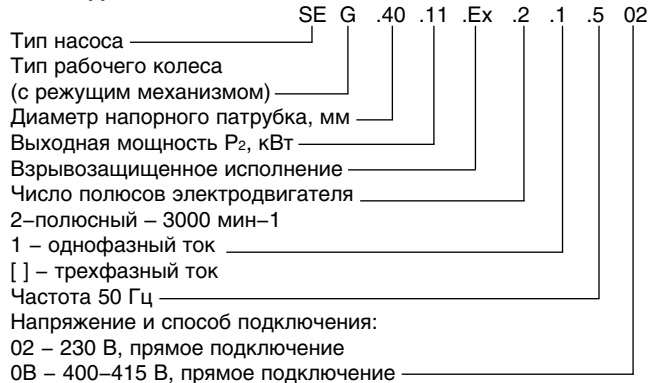 SE G .40 .11 .Ex .2 .1 .5 02
Тип насоса
Тип рабочего колеса
(с режущим механизмом)
Диаметр напорного патрубка, мм
Выходная мощность P₂, кВт
Взрывозащищенное исполнение
Число полюсов электродвигателя
2–полюсный – 3000 мин–1
1 – однофазный ток
[ ] – трехфазный ток
Частота 50 Гц
Напряжение и способ подключения:
02 – 230 В, прямое подключение
0В – 400–415 В, прямое подключение